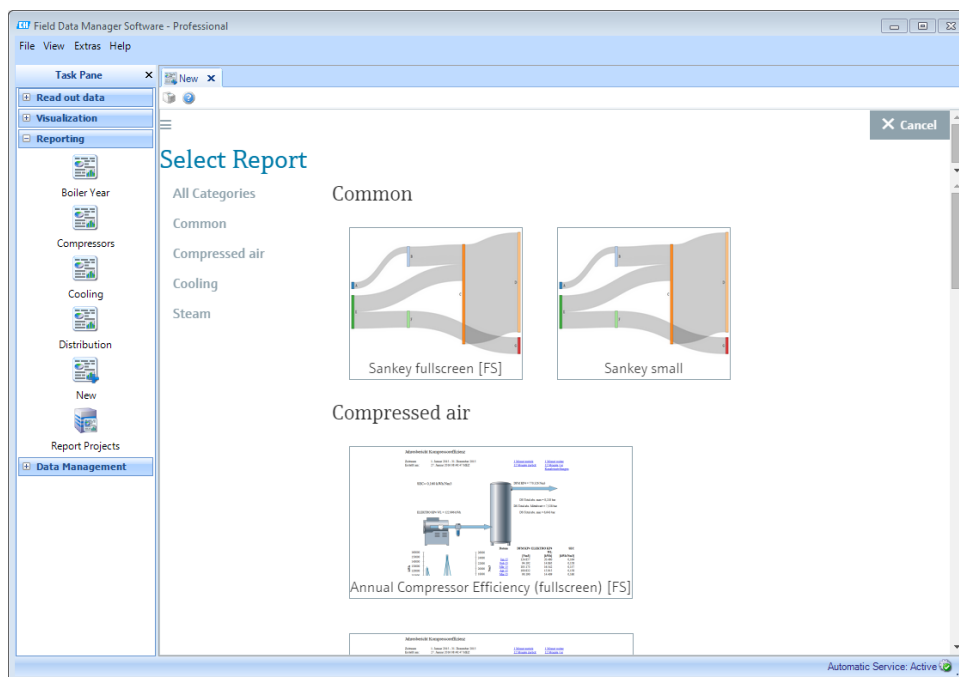 Field Data Manager Software - Professional
File View Extras Help
Task Pane
New
Read out data
Visualization
Reporting
Boiler Year
Compressors
Cooling
Distribution
New
Report Projects
Data Management
Cancel
Select Report
All Categories
Common
Compressed air
Cooling
Steam
Common
Sankey fullscreen [FS]
Sankey small
Compressed air
Annual Compressor Efficiency (fullscreen) [FS]
Automatic Service: Active